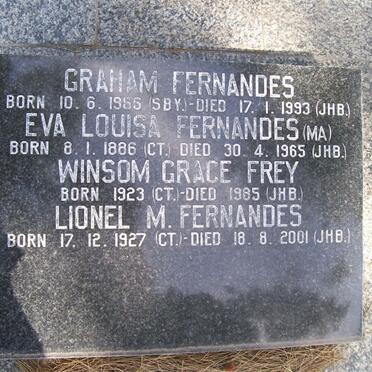 GRAHAM FERNANDES
BORN 10. 6. 1956 (SBY.)-DIED 17. 1. 1993 (JHB.)
EVA LOUISA FERNANDES (MA)
BORN 8. 1. 1886 (CT.)-DIED 30. 4. 1965 (JHB.)
WINSOM GRACE FREY
BORN 1923 (CT.)-DIED 1985 (JHB.)
LIONEL M. FERNANDES
BORN 17. 12. 1927 (CT.)-DIED 18. 8. 2001 (JHB.)